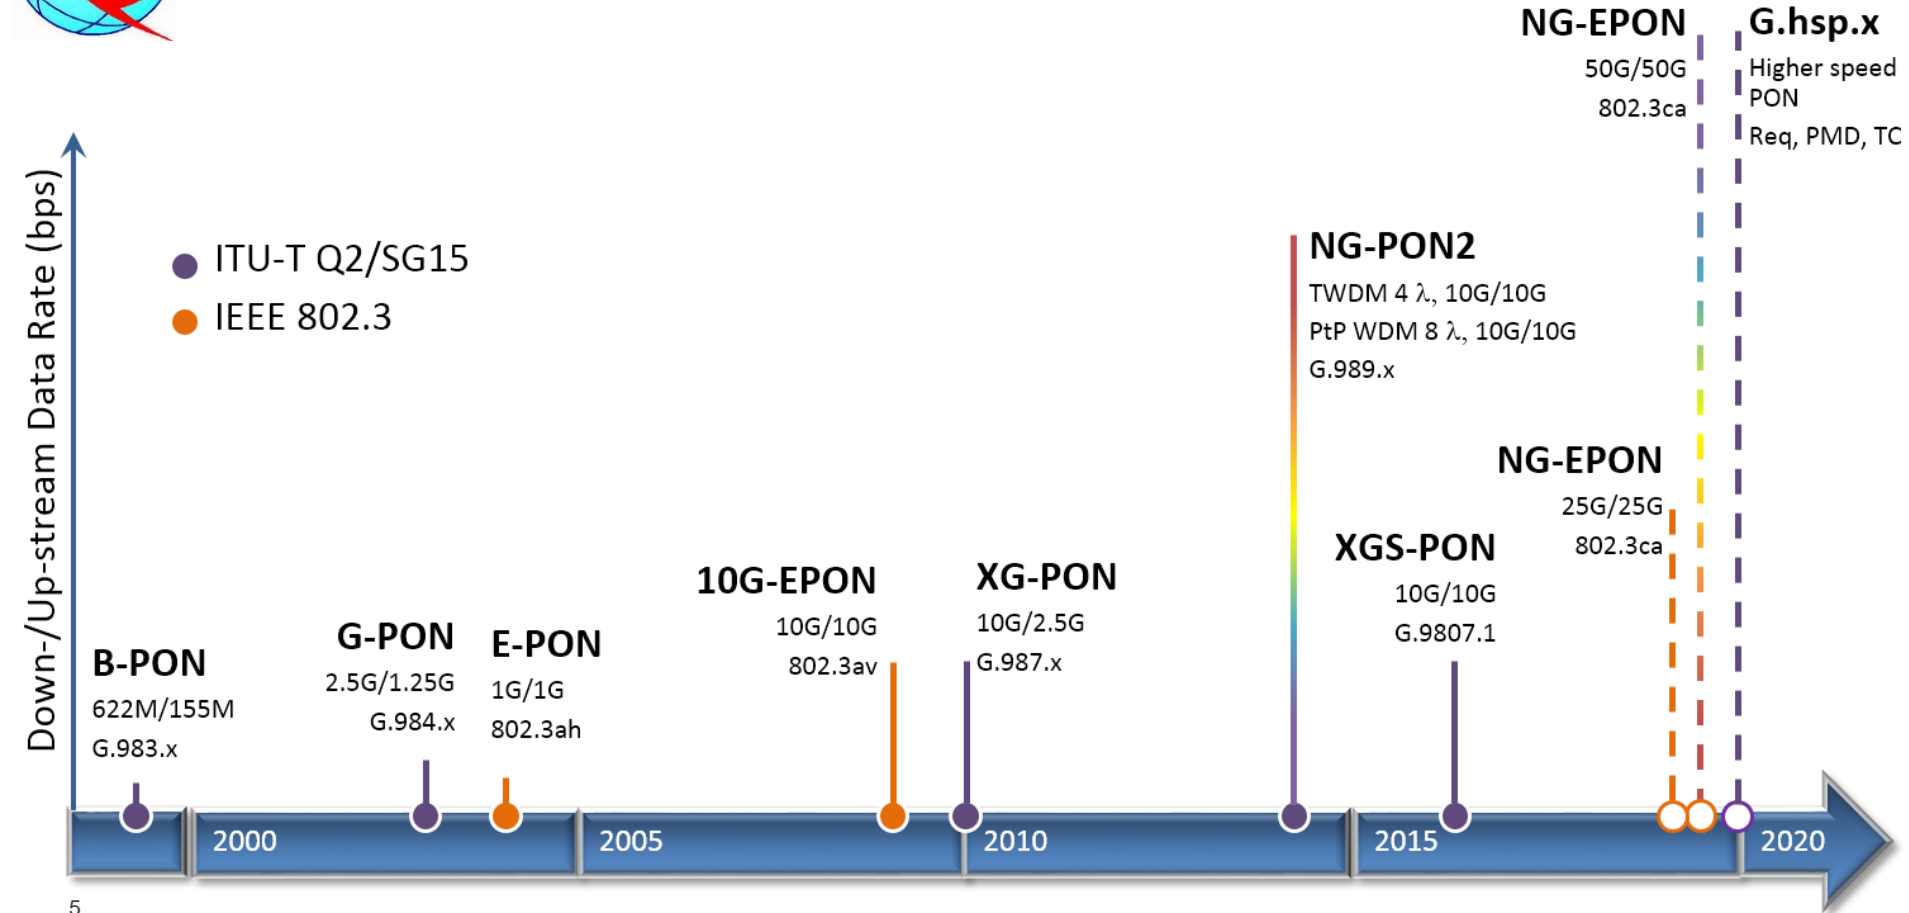 NG-EPON
50G/50G
802.3ca
G.hsp.x
Higher speed
PON
Req, PMD, TC
Down-/Up-stream Data Rate (bps)
ITU-T Q2/SG15
IEEE 802.3
NG-PON2
TWDM 4 λ, 10G/10G
PtP WDM 8 λ, 10G/10G
G.989.x
NG-EPON
25G/25G
802.3ca
XGS-PON
10G/10G
G.9807.1
10G-EPON
10G/10G
802.3av
XG-PON
10G/2.5G
G.987.x
G-PON
2.5G/1.25G
G.984.x
E-PON
1G/1G
802.3ah
B-PON
622M/155M
G.983.x
2000
2005
2010
2015
2020
5